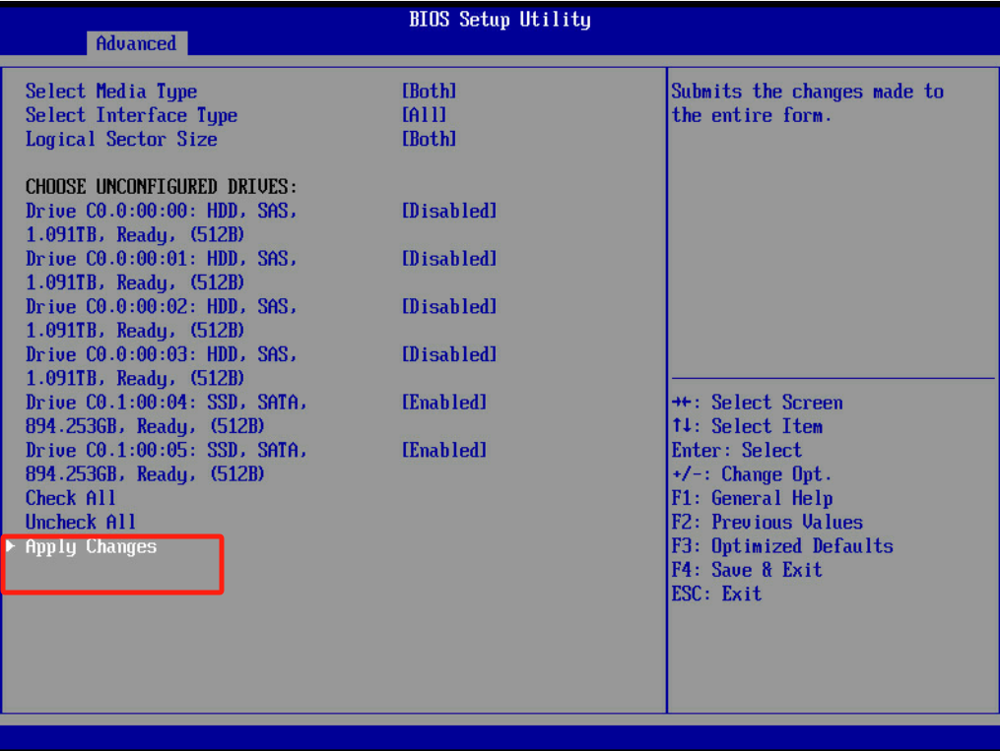 BIOS Setup Utility
Advanced
Select Media Type [Both]
Select Interface Type [All]
Logical Sector Size [Both]
CHOOSE UNCONFIGURED DRIVES:
Drive C0.0:00:00: HDD, SAS, [Disabled]
1.091TB, Ready, (512B)
Drive C0.0:00:01: HDD, SAS, [Disabled]
1.091TB, Ready, (512B)
Drive C0.0:00:02: HDD, SAS, [Disabled]
1.091TB, Ready, (512B)
Drive C0.0:00:03: HDD, SAS, [Disabled]
1.091TB, Ready, (512B)
Drive C0.1:00:04: SSD, SATA, [Enabled]
894.253GB, Ready, (512B)
Drive C0.1:00:05: SSD, SATA, [Enabled]
894.253GB, Ready, (512B)
Check All
Uncheck All
Apply Changes
Submits the changes made to
the entire form.
→←: Select Screen
↑↓: Select Item
Enter: Select
+/-: Change Opt.
F1: General Help
F2: Previous Values
F3: Optimized Defaults
F4: Save & Exit
ESC: Exit